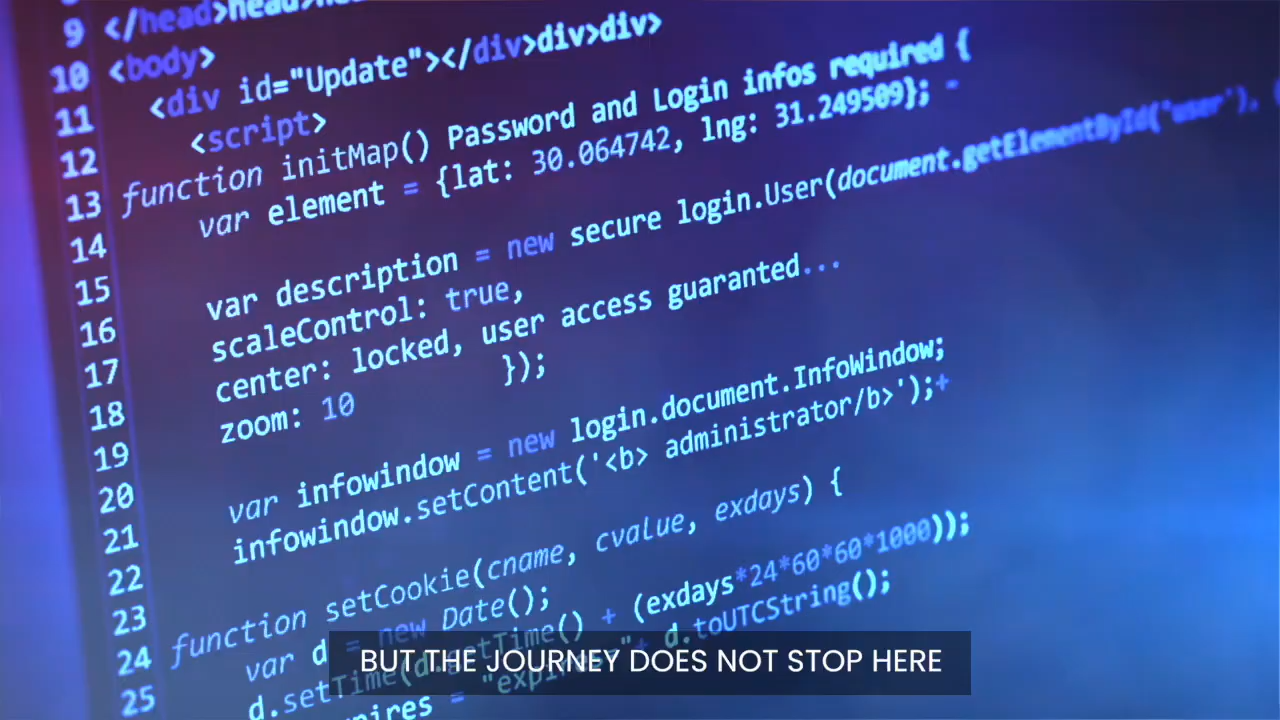 9 </head>head>he
10 <body>
11 <div id="Update"></div>div>div>
12 <script>
13 function initMap() Password and Login infos required {
14 var element = {lat: 30.064742, lng: 31.249509}; -
15
16 var description = new secure login.User(document.getElementById('user'),
17 scaleControl: true,
18 center: locked, user access guaranted...
19 zoom: 10 });
20
21 var infowindow = new login.document.InfoWindow;
22 infowindow.setContent('<b> administrator/b>');+
23
24 function setCookie(cname, cvalue, exdays) {
25 var d = new Date();
d.setTime(d.getTime() + (exdays*24*60*60*1000));
pires = "expires=" + d.toUTCString();
BUT THE JOURNEY DOES NOT STOP HERE